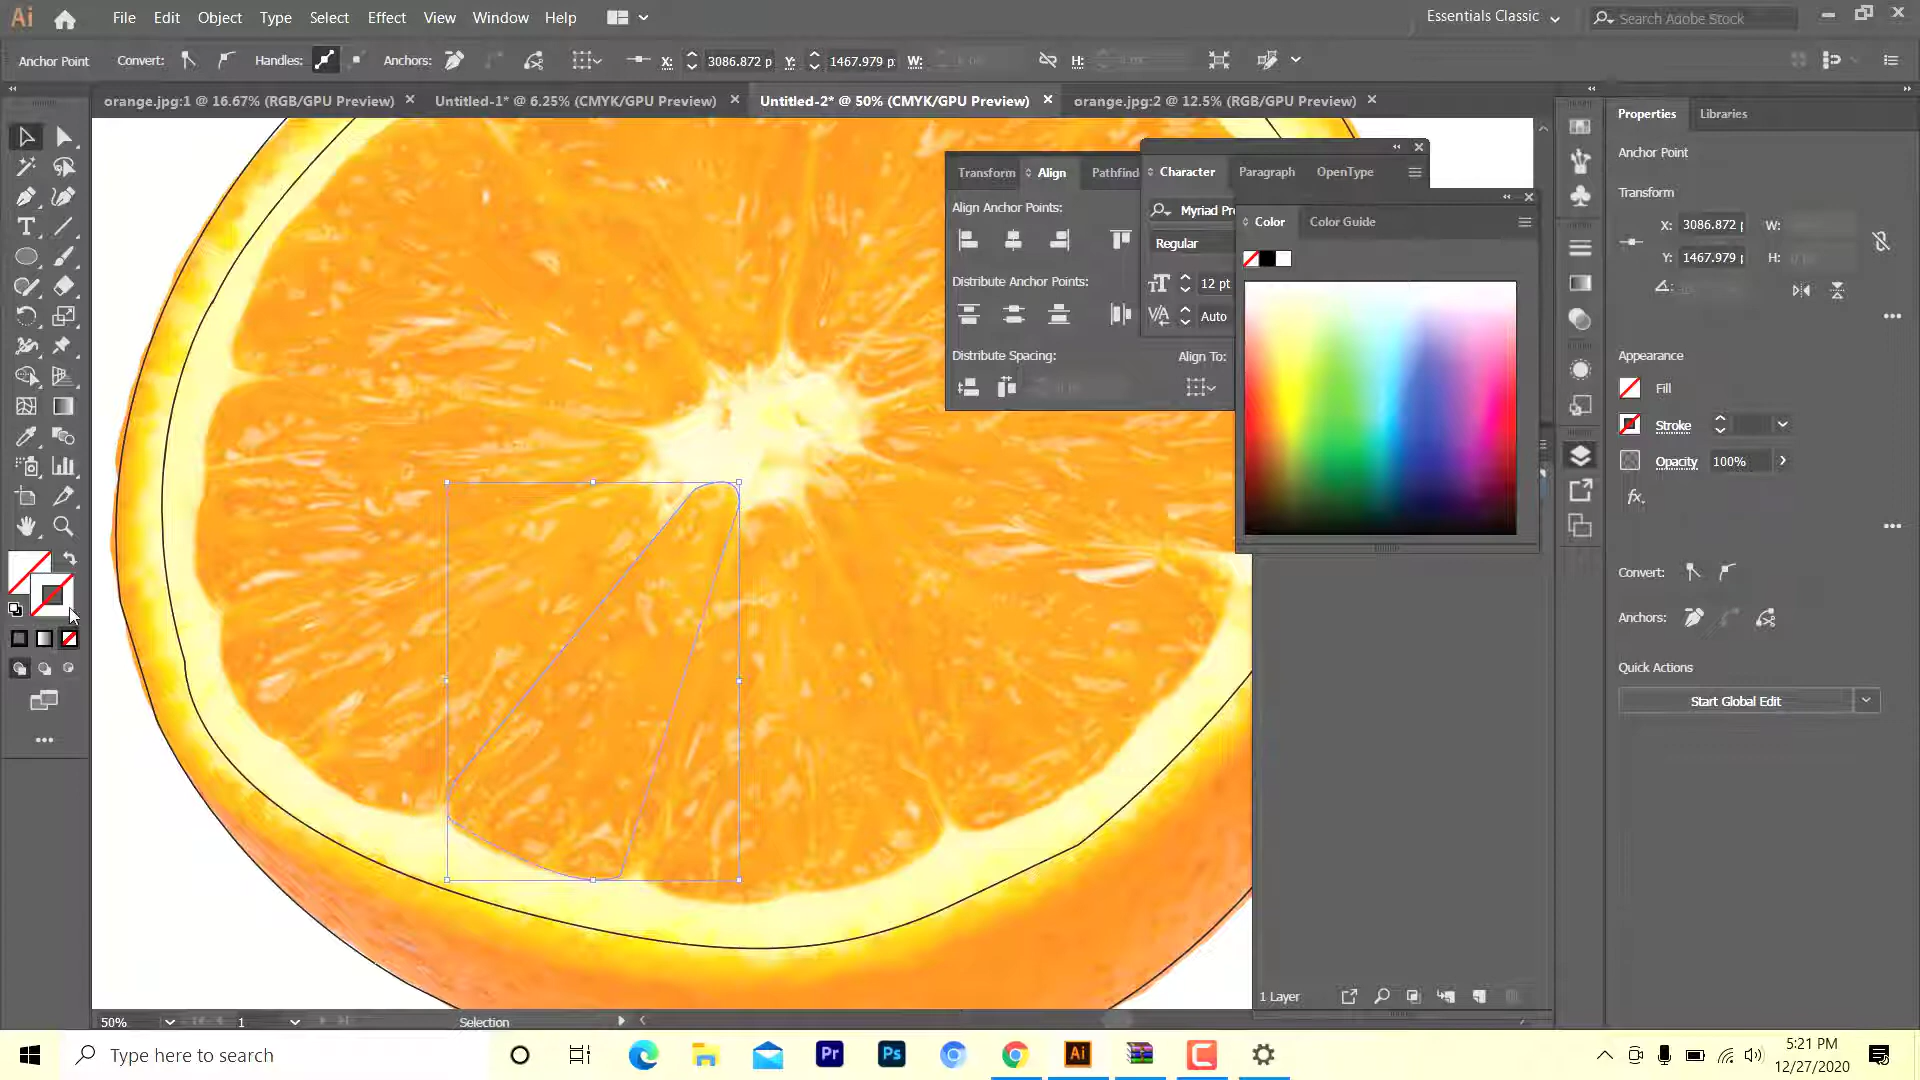 Ai File Edit Object Type Select Effect View Window Help Essentials Classic Search Adobe Stock
Anchor Point Convert: Handles: Anchors: X: 3086.872 p Y: 1467.979 p W: H:
orange.jpg:1 @ 16.67% (RGB/GPU Preview) Untitled-1* @ 6.25% (CMYK/GPU Preview) Untitled-2* @ 50% (CMYK/GPU Preview) orange.jpg:2 @ 12.5% (RGB/GPU Preview)
Properties Libraries
Anchor Point
Transform
X: 3086.872 W:
Y: 1467.979 H:
Appearance
Fill
Stroke
Opacity 100%
fx.
Convert:
Anchors:
Quick Actions
Start Global Edit
Transform Align Pathfind
Align Anchor Points:
Distribute Anchor Points:
Distribute Spacing: Align To:
Character Paragraph OpenType
Myriad Pr
Regular
12 pt
Auto
Color Color Guide
1 Layer
50% 1 Selection
Type here to search
Pr Ps Ai
5:21 PM
12/27/2020